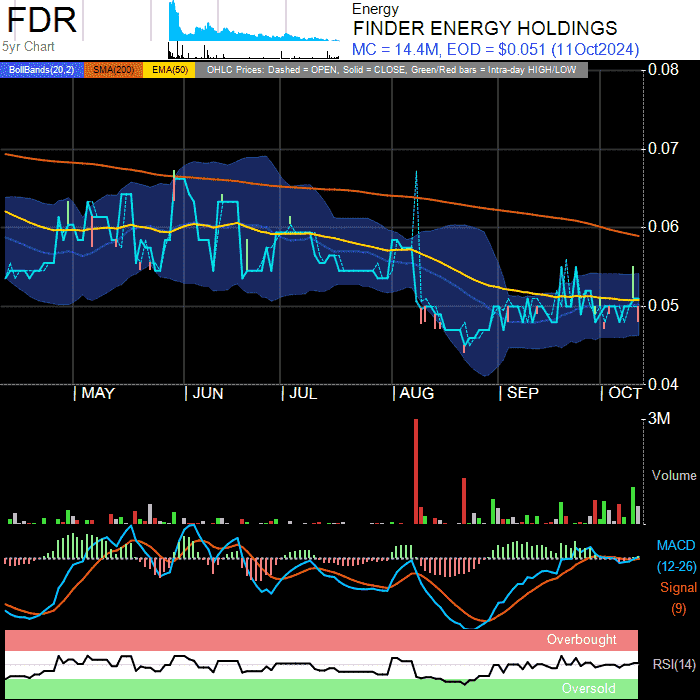 FDR
5yr Chart
Energy
FINDER ENERGY HOLDINGS
MC = 14.4M, EOD = $0.051 (11Oct2024)
BollBands(20,2) SMA(200) EMA(50) OHLC Prices: Dashed = OPEN, Solid = CLOSE, Green/Red bars = Intra-day HIGH/LOW
0.08
0.07
0.06
0.05
0.04
MAY JUN JUL AUG SEP OCT
3M
Volume
MACD
(12-26)
Signal
(9)
Overbought
RSI(14)
Oversold